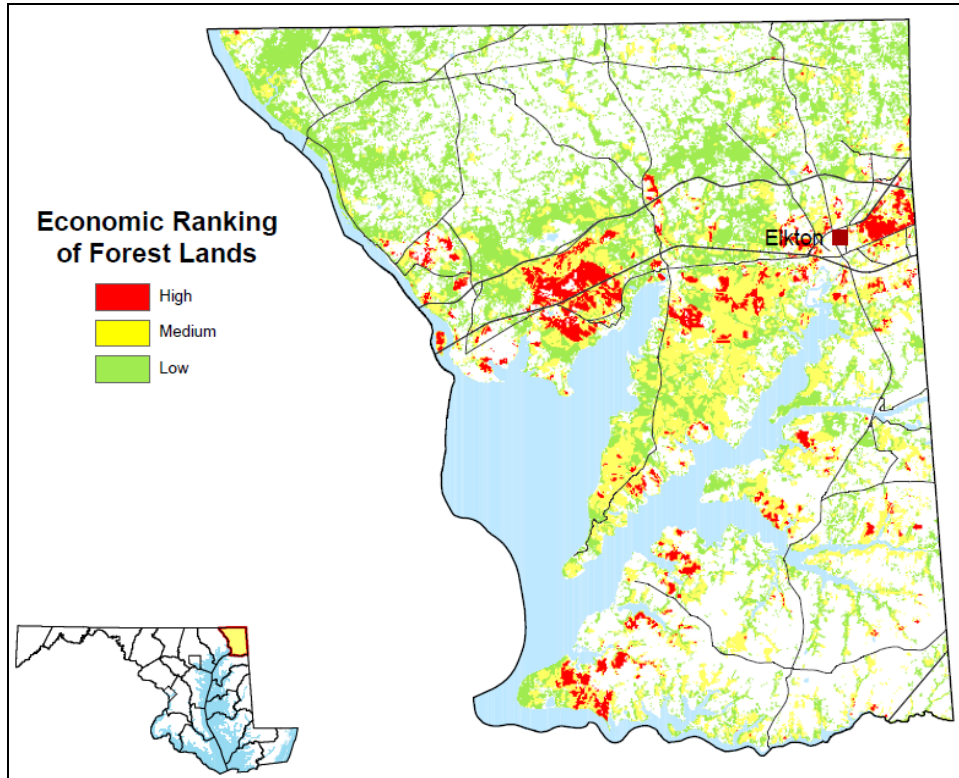 Economic Ranking
of Forest Lands
High
Medium
Low
Elkton